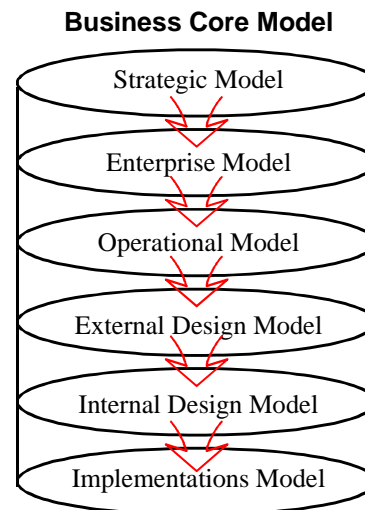 Business Core Model
Strategic Model
Enterprise Model
Operational Model
External Design Model
Internal Design Model
Implementations Model